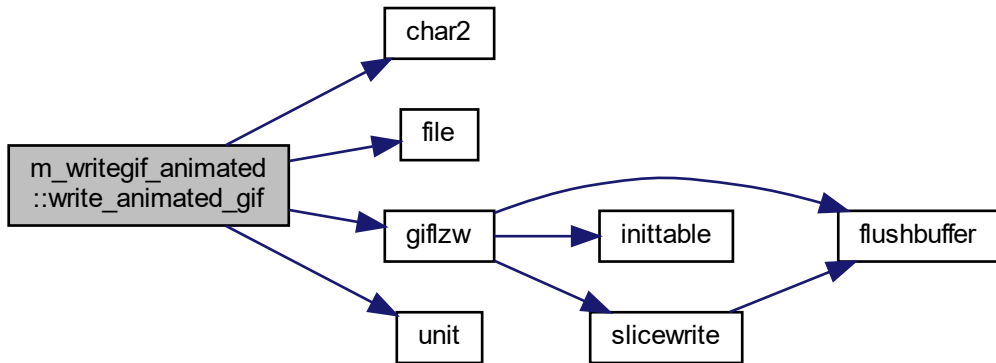 char2
file
m_writegif_animated
::write_animated_gif
giflzw
inittable
flushbuffer
unit
slicewrite